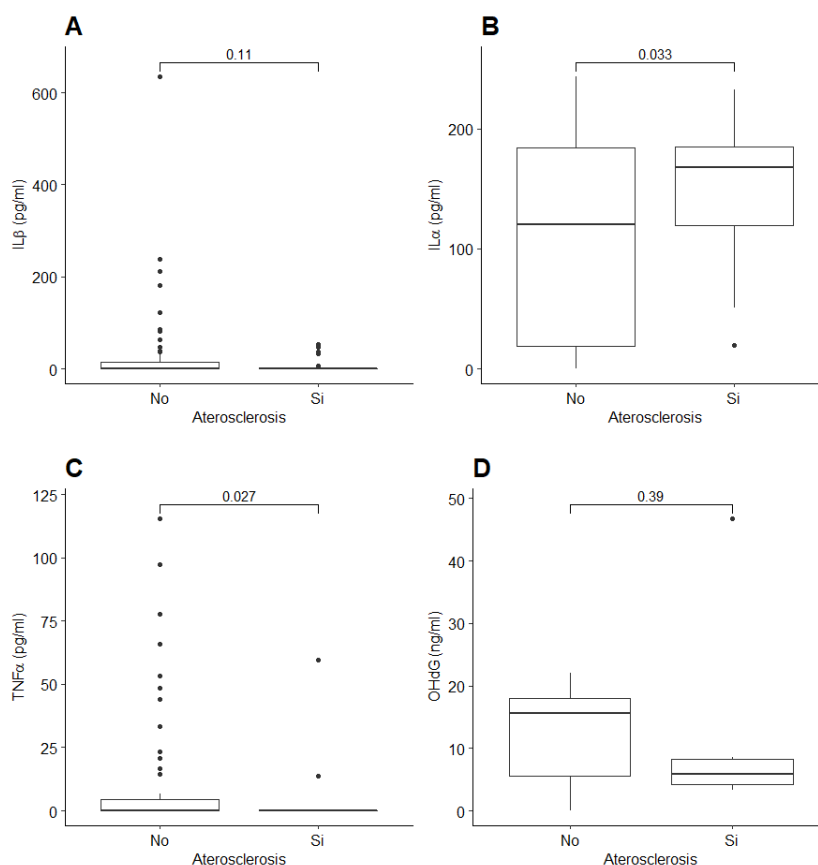 A
0.11
600
400
200
0
ILβ (pg/ml)
No
Si
Aterosclerosis
B
0.033
200
100
0
ILα (pg/ml)
No
Si
Aterosclerosis
C
0.027
125
100
75
50
25
0
TNFα (pg/ml)
No
Si
Aterosclerosis
D
0.39
50
40
30
20
10
0
OHdG (ng/ml)
No
Si
Aterosclerosis